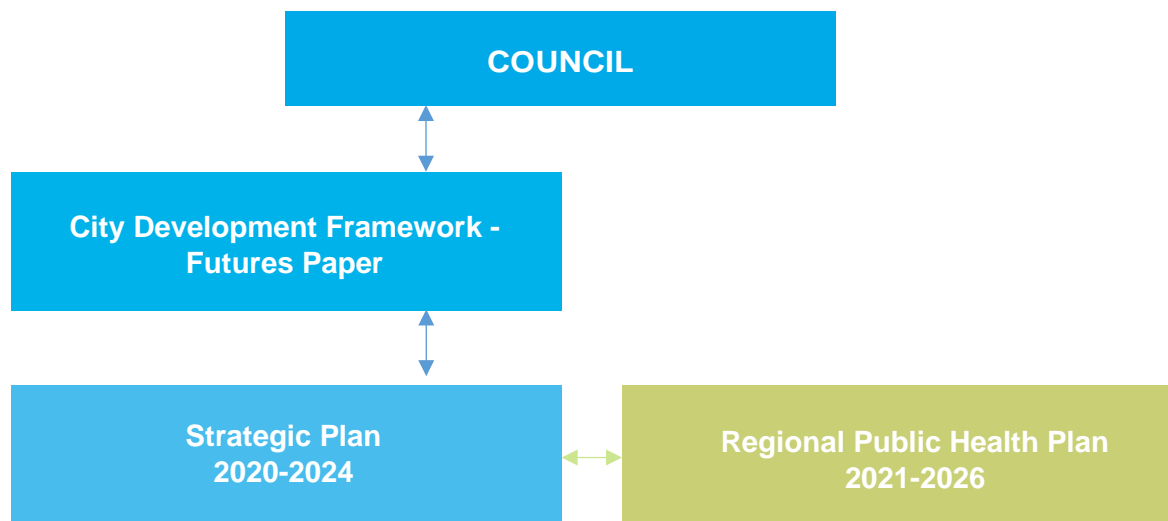 COUNCIL
City Development Framework -
Futures Paper
Strategic Plan
2020-2024
Regional Public Health Plan
2021-2026